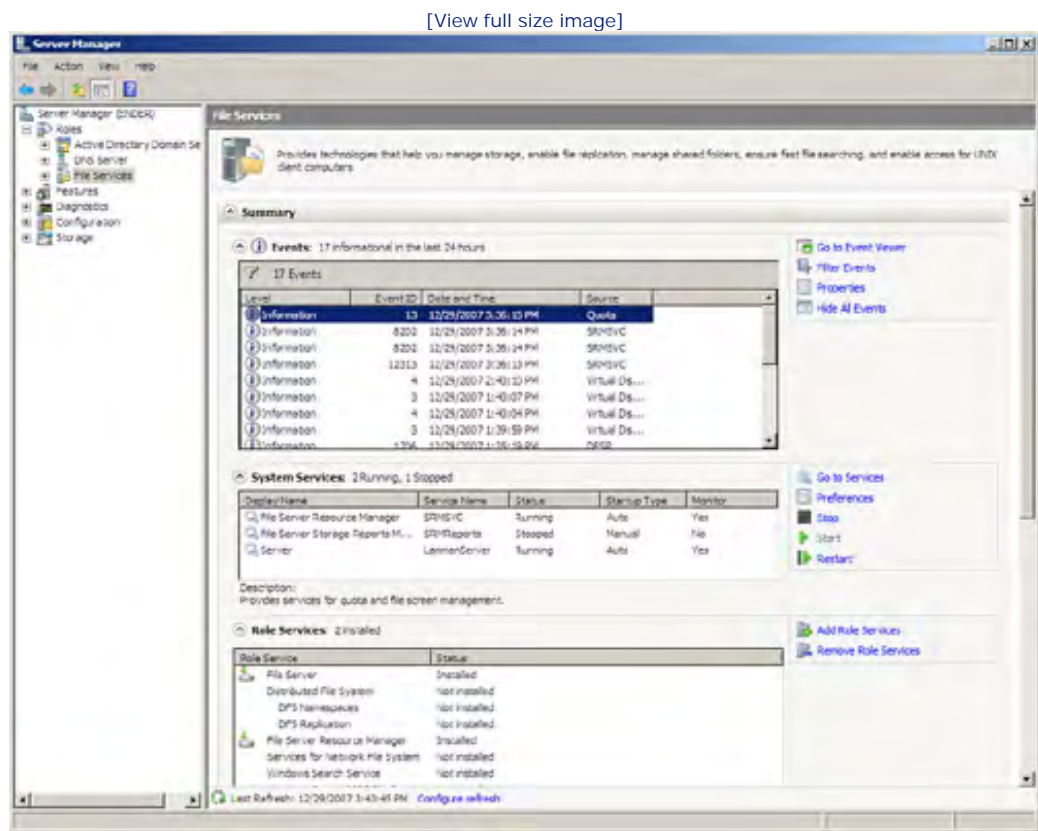 [View full size image]
Server Manager
File Action View Help
Server Manager (ENDER)
Roles
Active Directory Domain Se
DNS Server
File Services
Features
Diagnostics
Configuration
Storage
File Services
Provides technologies that help you manage storage, enable file replication, manage shared folders, ensure fast file searching, and enable access for UNIX
client computers
Summary
Events: 17 informational in the last 24 hours
17 Events
Level Event ID Date and Time Source
Information 13 12/29/2007 3:36:15 PM Quota
Information 8202 12/29/2007 3:36:14 PM SRMSVC
Information 8202 12/29/2007 3:36:14 PM SRMSVC
Information 12313 12/29/2007 3:36:13 PM SRMSVC
Information 4 12/29/2007 2:40:15 PM Virtual Ds...
Information 3 12/29/2007 1:40:07 PM Virtual Ds...
Information 4 12/29/2007 1:40:04 PM Virtual Ds...
Information 3 12/29/2007 1:39:59 PM Virtual Ds...
Information 12/29/2007
Go to Event Viewer
Filter Events
Properties
Hide All Events
System Services: 2 Running, 1 Stopped
Display Name Service Name Status Startup Type Monitor
File Server Resource Manager SRMSVC Running Auto Yes
File Server Storage Reports M... SRMReports Stopped Manual No
Server LanmanServer Running Auto Yes
Description:
Provides services for quota and file screen management.
Go to Services
Preferences
Stop
Start
Restart
Role Services: 2 installed
Role Service Status
File Server Installed
Distributed File System Not installed
DFS Namespaces Not installed
DFS Replication Not installed
File Server Resource Manager Installed
Services for Network File System Not installed
Windows Search Service Not installed
Add Role Services
Remove Role Services
Last Refresh: 12/29/2007 3:43:45 PM Configure refresh